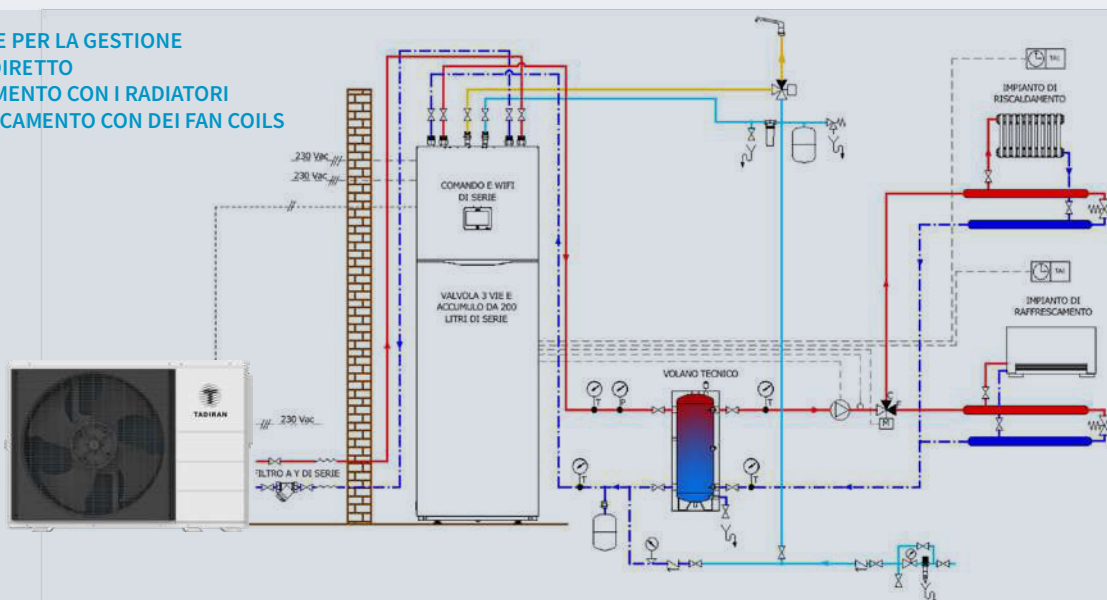 E PER LA GESTIONE
DIRETTO
MENTO CON I RADIATORI
CAMENTO CON DEI FAN COILS
230 Vac
230 Vac
COMANDO E WIFI
DI SERIE
VALVOLA 3 VIE E
ACCUMULO DA 200
LITRI DI SERIE
TADIRAN
230 Vac
FILTRO A Y DI SERIE
VOLANO TECNICO
T
P
T
T
T
M
TA1
IMPIANTO DI
RISCALDAMENTO
TA1
IMPIANTO DI
RAFFRESCAMENTO